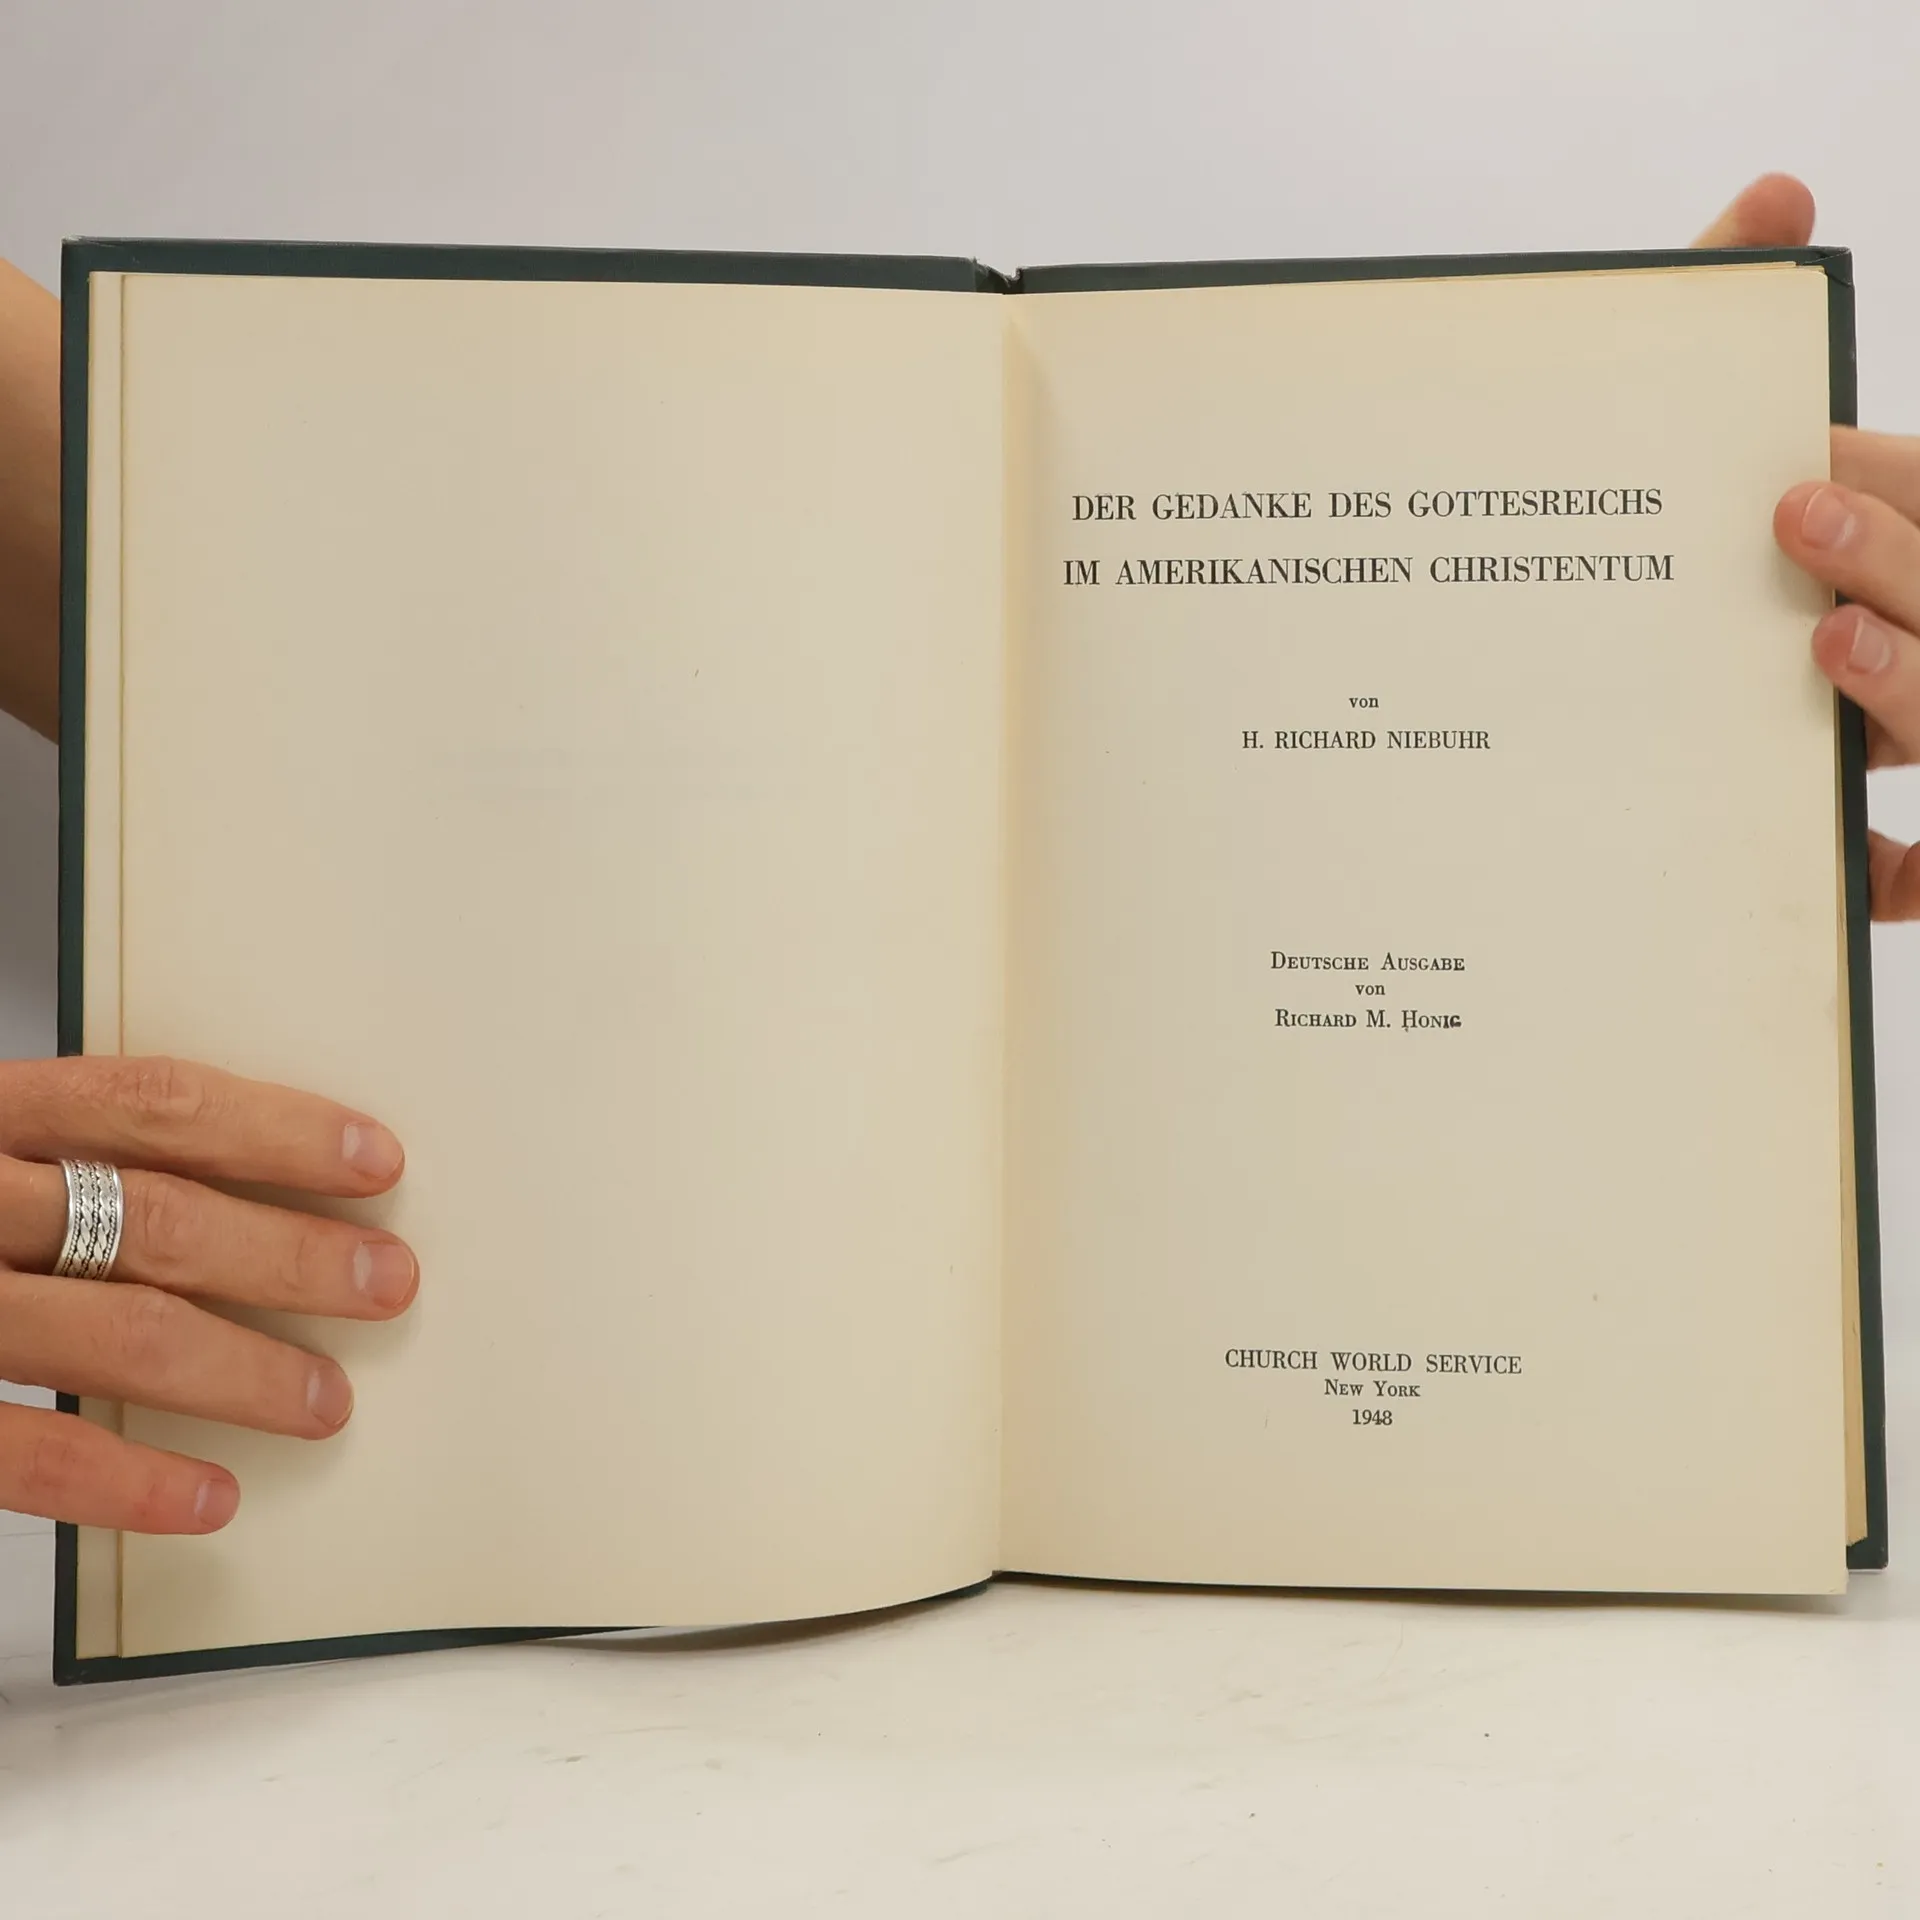 DER GEDANKE DES GOTTESREICHS
IM AMERIKANISCHEN CHRISTENTUM
von
H. RICHARD NIEBUHR
DEUTSCHE AUSGABE
von
RICHARD M. HONIG
CHURCH WORLD SERVICE
NEW YORK
1948